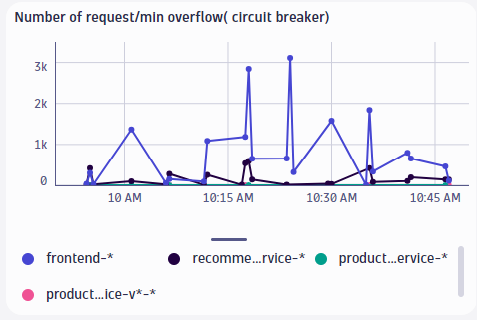 Number of request/min overflow( circuit breaker)
3k
2k
1k
0
10 AM
10:15 AM
10:30 AM
10:45 AM
frontend-*
recomme...rvice-*
product...ervice-*
product...ice-v*-*